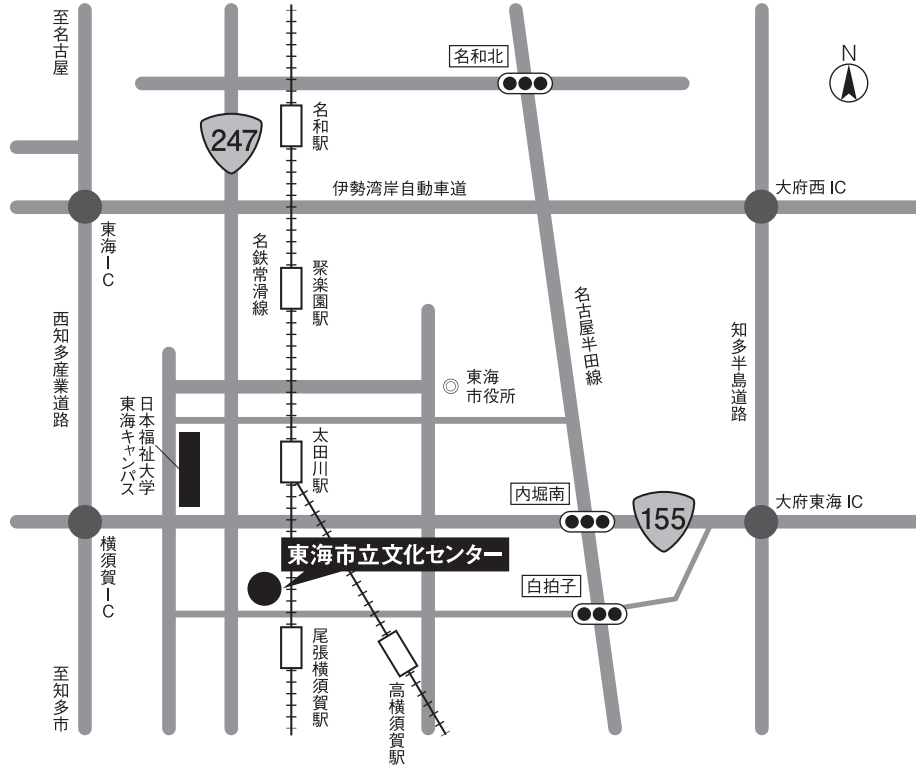 至名古屋
名和北
N
247
名和駅
伊勢湾岸自動車道
大府西IC
東海IC
名鉄常滑線
聚楽園駅
名古屋半田線
西知多産業道路
知多半島道路
東海
市役所
日本福祉大学
東海キャンパス
太田川駅
内堀南
155
大府東海IC
横須賀IC
東海市立文化センター
白拍子
尾張横須賀駅
高横須賀駅
至知多市